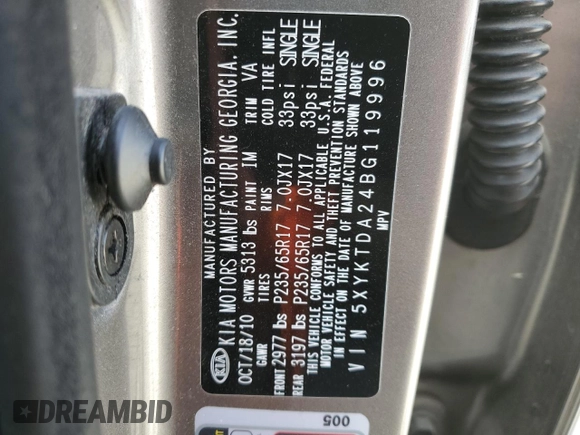 MANUFACTURED BY
KIA KIA MOTORS MANUFACTURING GEORGIA, INC.
OCT/18/10 GVWR 5313 lbs PAINT 1M TRIM VA
GAWR TIRES RIMS COLD TIRE INFL
FRONT 2977 lbs P235/65R17 7.0JX17 33psi SINGLE
REAR 3197 lbs P235/65R17 7.0JX17 33psi SINGLE
THIS VEHICLE CONFORMS TO ALL APPLICABLE U.S.A. FEDERAL
MOTOR VEHICLE SAFETY AND THEFT PREVENTION STANDARDS
IN EFFECT ON THE DATE OF MANUFACTURE SHOWN ABOVE
VIN 5XYKTDA24BG119996
MPV
005
DREAMBID